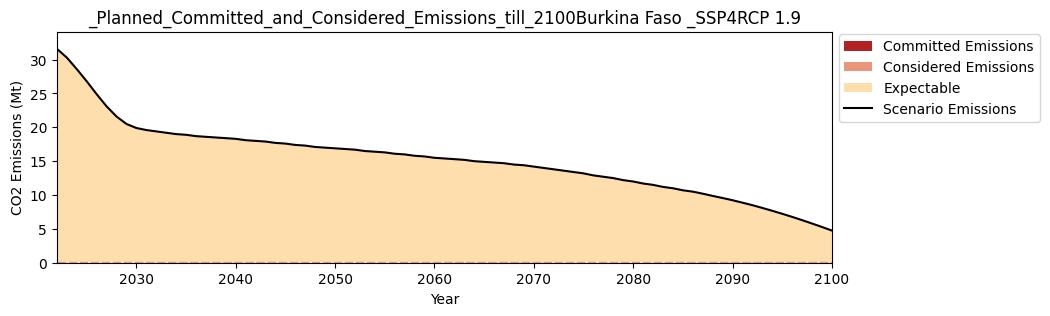 _Planned_Committed_and_Considered_Emissions_till_2100Burkina Faso _SSP4RCP 1.9
Committed Emissions
Considered Emissions
Expectable
Scenario Emissions
CO2 Emissions (Mt)
30
25
20
15
10
5
0
2030 2040 2050 2060 2070 2080 2090 2100
Year